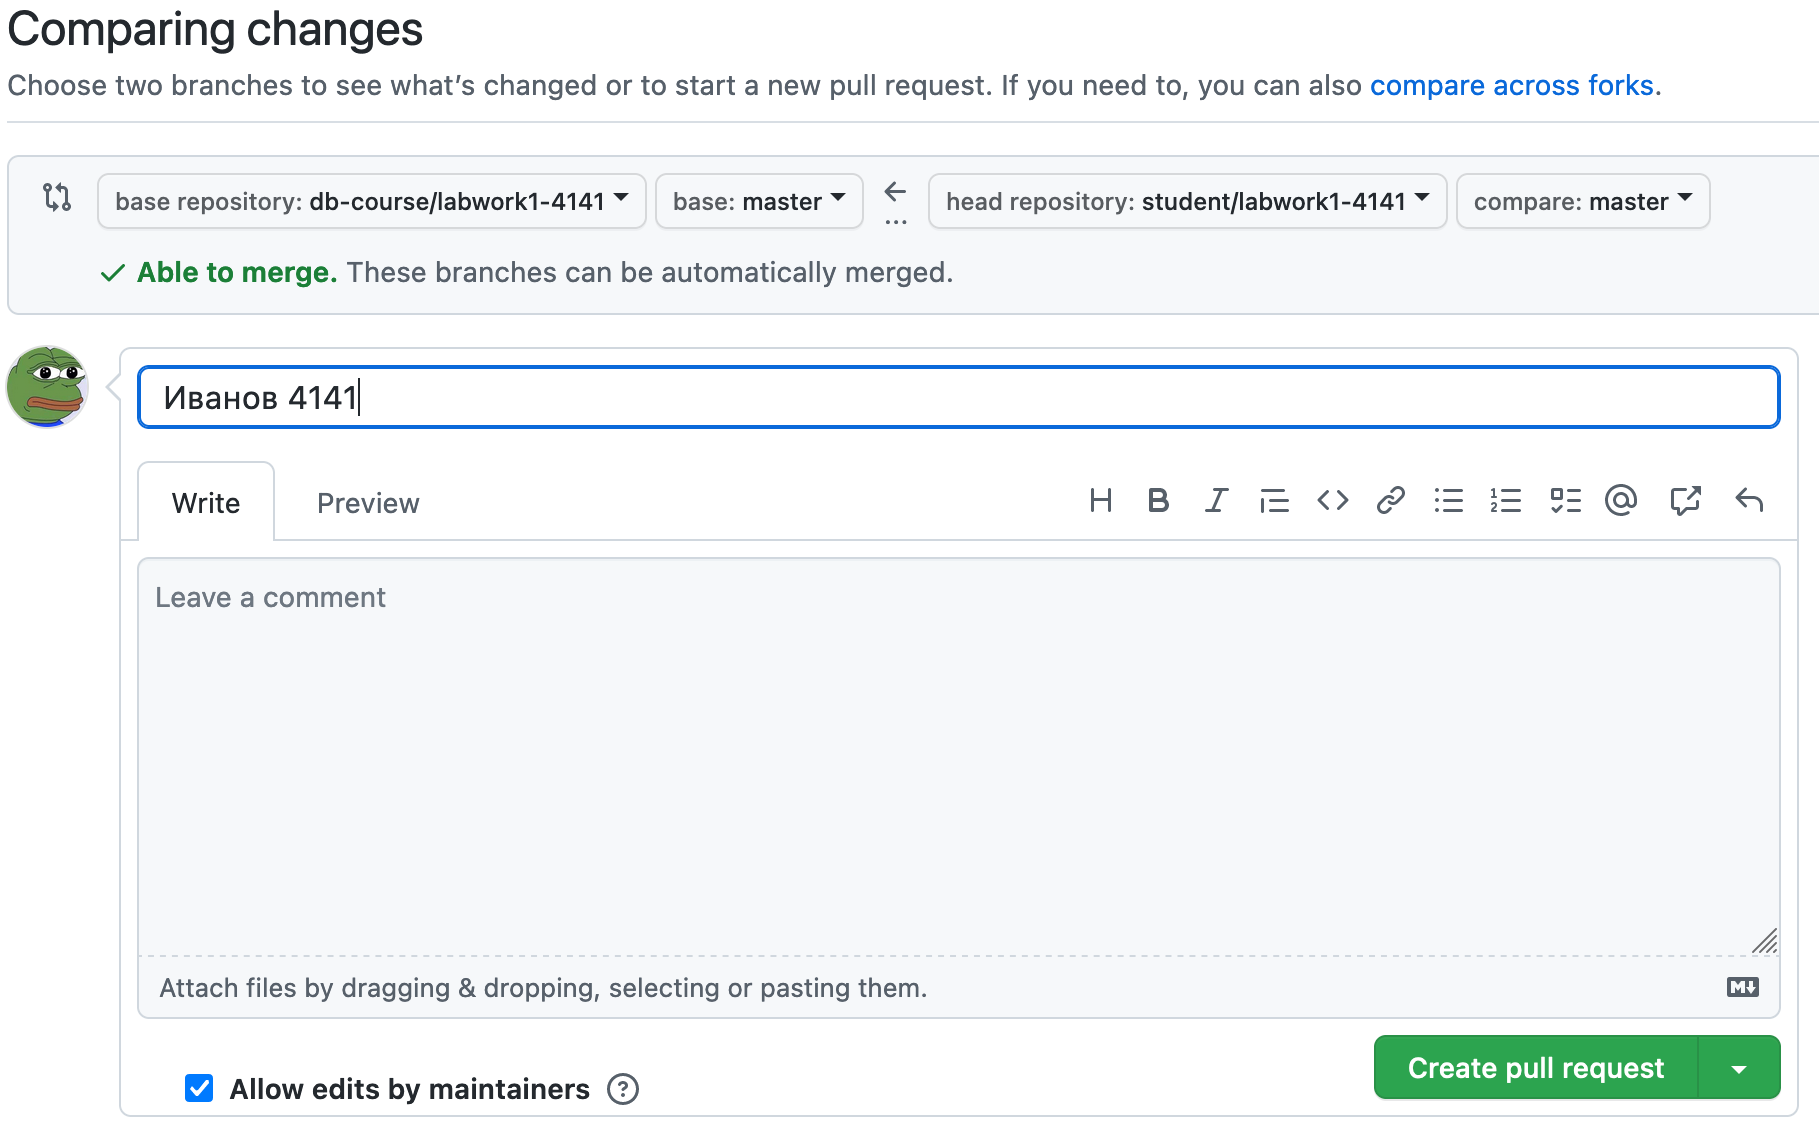 Comparing changes
Choose two branches to see what’s changed or to start a new pull request. If you need to, you can also compare across forks.
base repository: db-course/labwork1-4141 base: master ... head repository: student/labwork1-4141 compare: master
Able to merge. These branches can be automatically merged.
Иванов 4141
Write Preview
Leave a comment
Attach files by dragging & dropping, selecting or pasting them.
Allow edits by maintainers
Create pull request